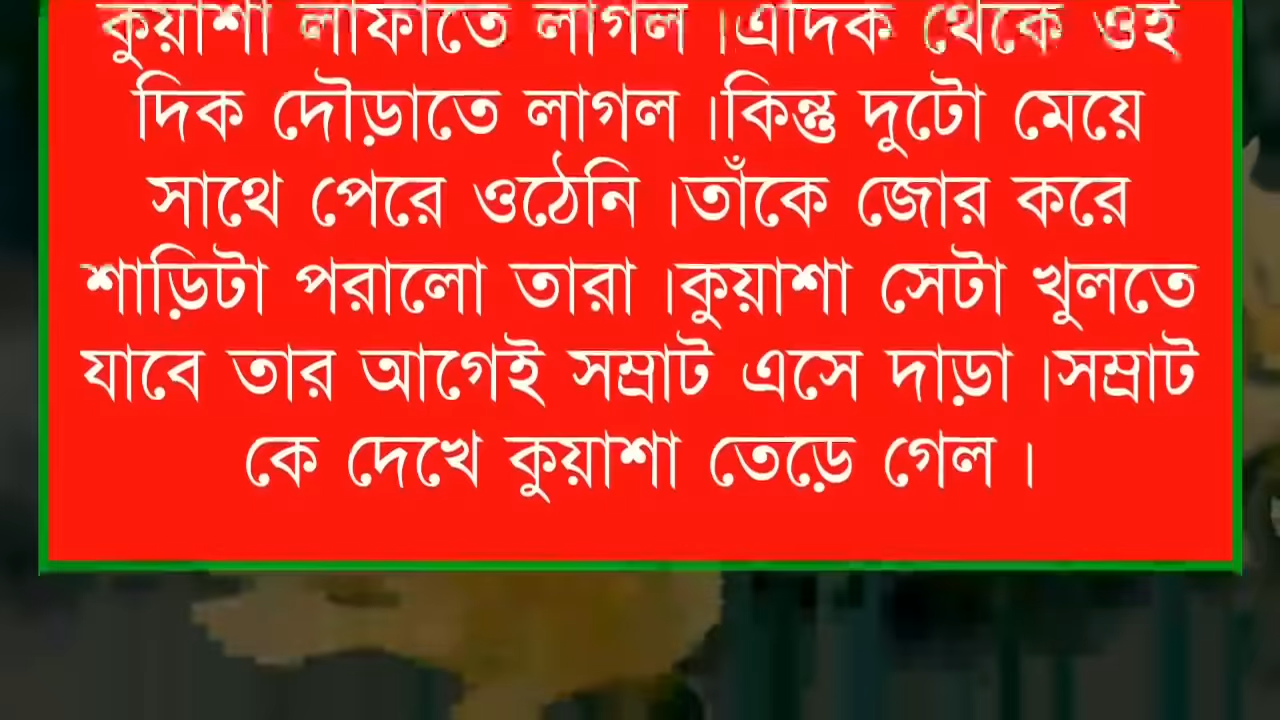 কুয়াশা লাফাতে লাগল ।এদিক থেকে ওই
দিক দৌড়াতে লাগল ।কিন্তু দুটো মেয়ে
সাথে পেরে ওঠেনি ।তাঁকে জোর করে
শাড়িটা পরালো তারা ।কুয়াশা সেটা খুলতে
যাবে তার আগেই সম্রাট এসে দাড়া ।সম্রাট
কে দেখে কুয়াশা তেড়ে গেল ।